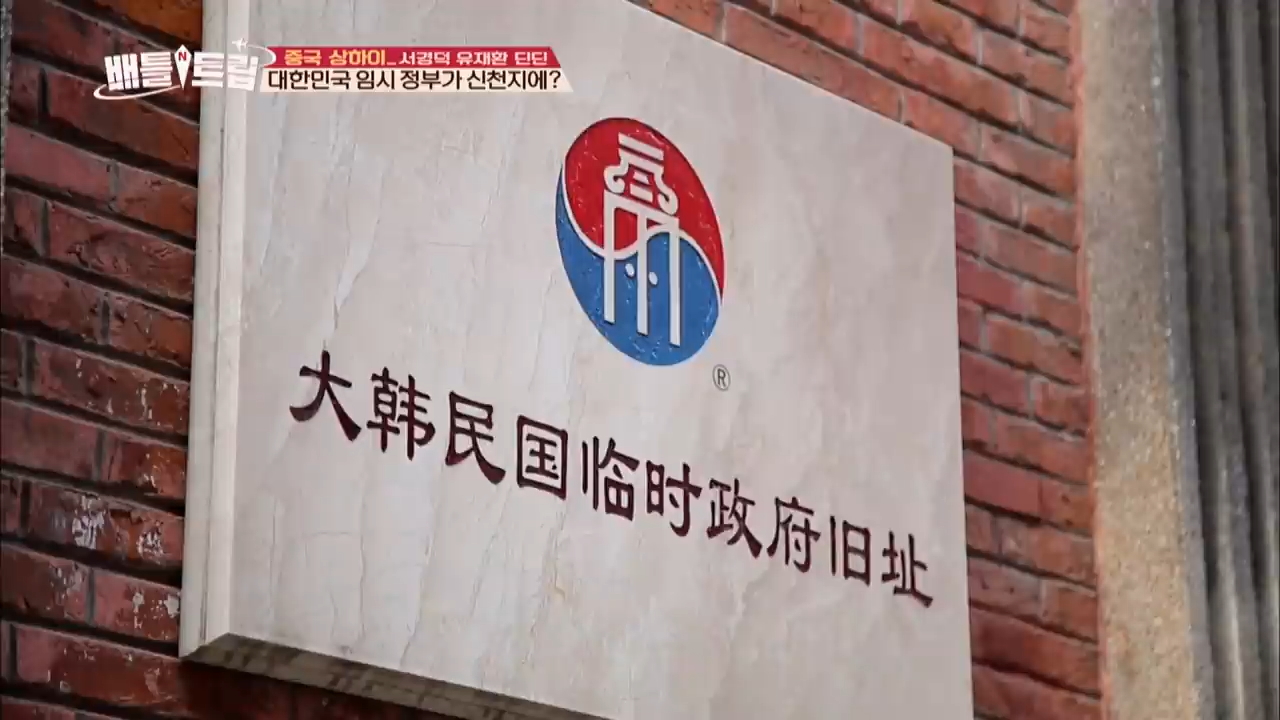 배틀트립
중국 상하이_서경덕 유재환 딘딘
대한민국 임시 정부가 신천지에?
®
大韩民国临时政府旧址